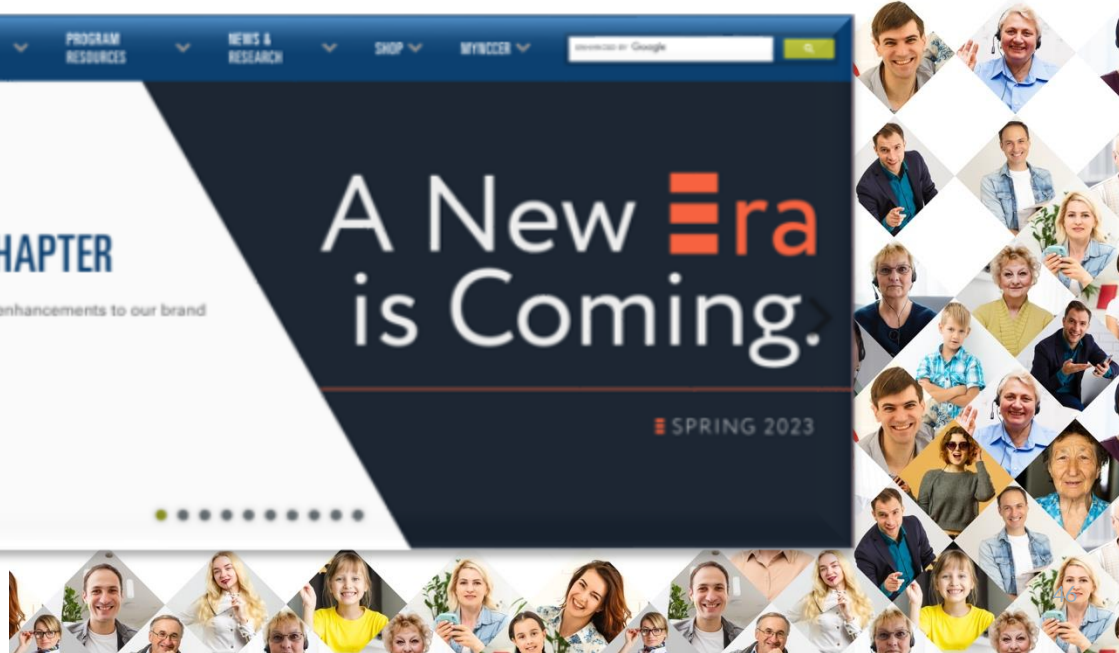 PROGRAM
RESOURCES
NEWS &
RESEARCH
SHOP
MYNCCER
ENHANCED BY Google
HAPTER
enhancements to our brand
A New Era
is Coming.
SPRING 2023
AG